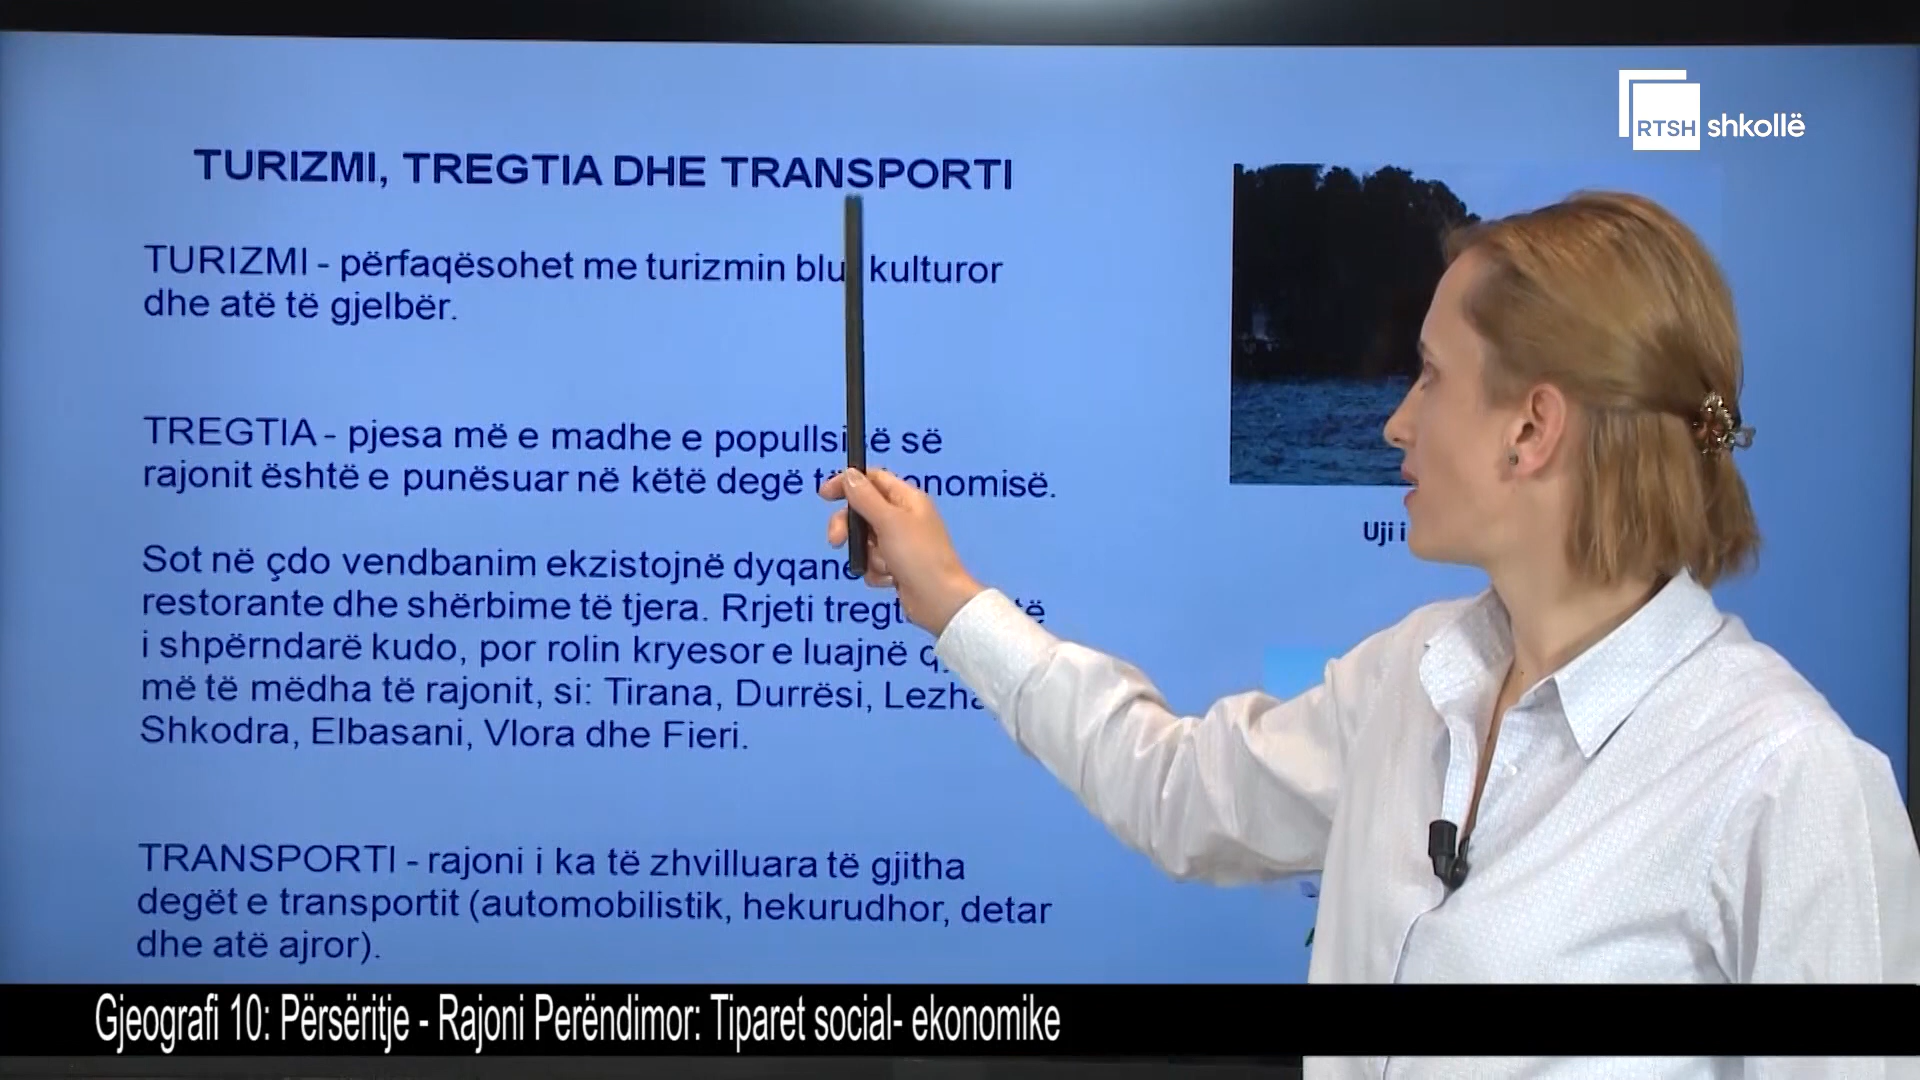 RTSH shkollë
TURIZMI, TREGTIA DHE TRANSPORTI
TURIZMI - përfaqësohet me turizmin blu, kulturor
dhe atë të gjelbër.
TREGTIA - pjesa më e madhe e popullsisë së
rajonit është e punësuar në këtë degë të ekonomisë.
Sot në çdo vendbanim ekzistojnë dyqane
restorante dhe shërbime të tjera. Rrjeti
i shpërndarë kudo, por rolin kryesor e luajnë
më të mëdha të rajonit, si: Tirana, Durrësi, Lezha,
Shkodra, Elbasani, Vlora dhe Fieri.
TRANSPORTI - rajoni i ka të zhvilluara të gjitha
degët e transportit (automobilistik, hekurudhor, detar
dhe atë ajror).
Uji i
Gjeografi 10: Përsëritje - Rajoni Perëndimor: Tiparet social- ekonomike